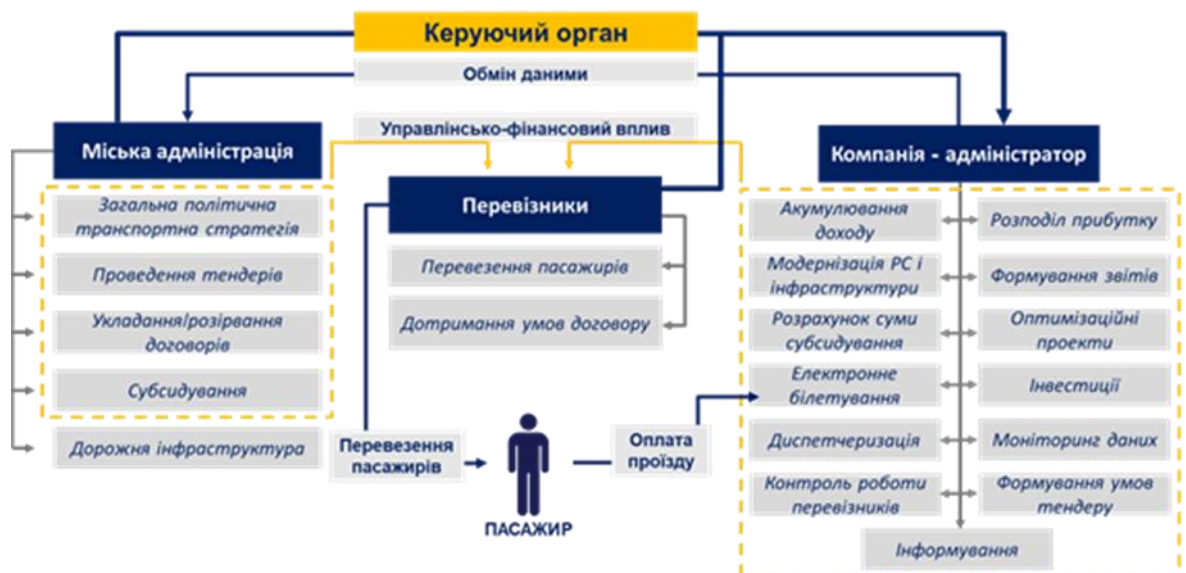 Керуючий орган
Обмін даними
Управлінсько-фінансовий вплив
Міська адміністрація
Загальна політична
транспортна стратегія
Проведення тендерів
Укладання/розірвання
договорів
Субсидування
Дорожня інфраструктура
Перевізники
Перевезення пасажирів
Дотримання умов договору
Перевезення
пасажирів
ПАСАЖИР
Оплата
проїзду
Компанія - адміністратор
Акумулювання
доходу
Модернізація РС і
інфраструктури
Розрахунок суми
субсидування
Електронне
білетування
Диспетчеризація
Контроль роботи
перевізників
Розподіл прибутку
Формування звітів
Оптимізаційні
проекти
Інвестиції
Моніторинг даних
Формування умов
тендеру
Інформування